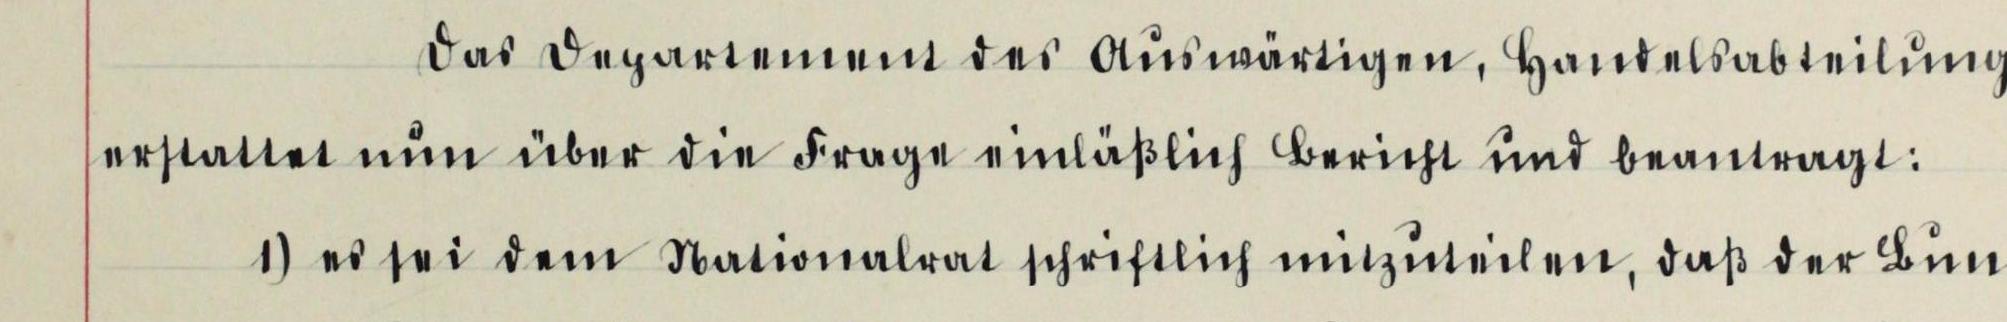 Das Departement des Auswärtigen, Handelsabteilung
erstattet nun über die Frage einläßlich Bericht und beantragt:
1) es sei dem Nationalrat schriftlich mitzuteilen, daß der Bun